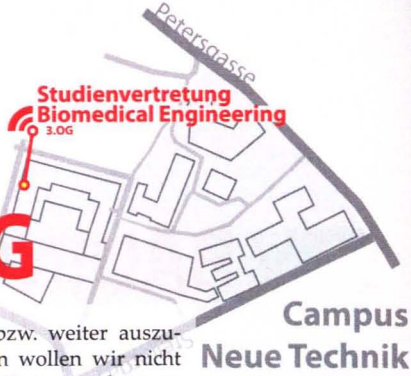 Petersgasse
Studienvertretung
Biomedical Engineering
3.OG
G
bzw. weiter auszu-
n wollen wir nicht
Campus
Neue Technik